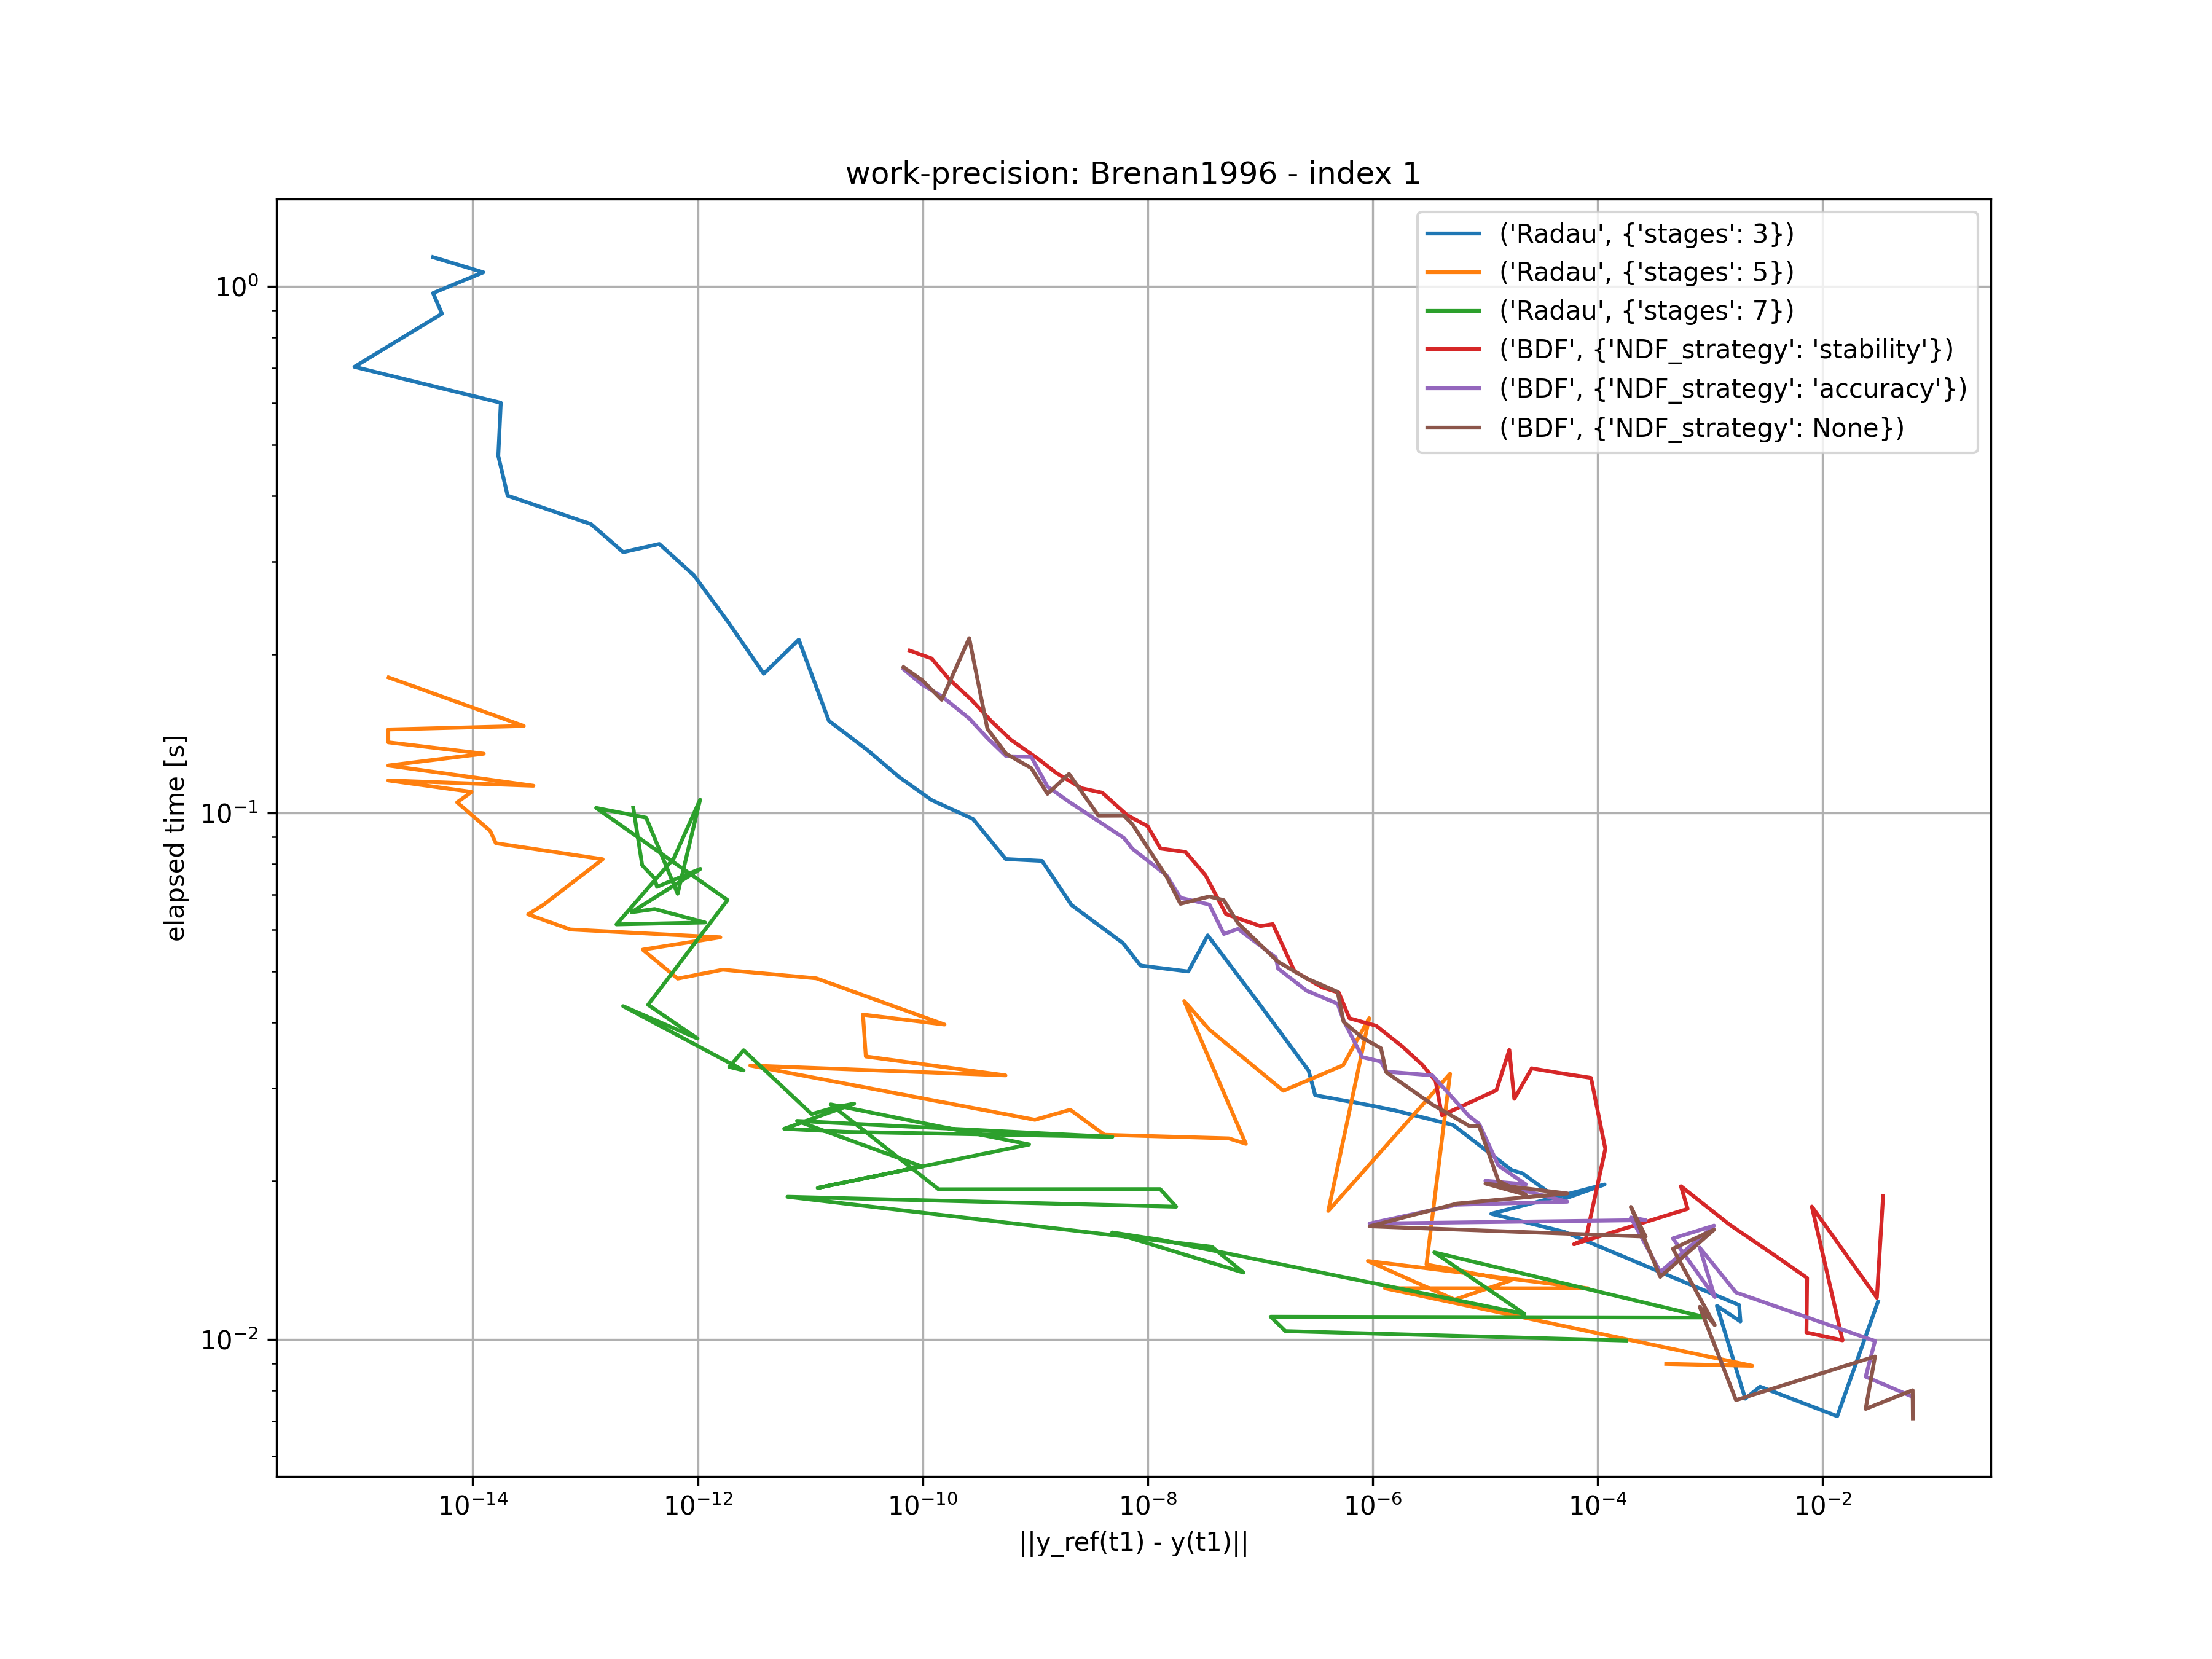 work-precision: Brenan1996 - index 1
('Radau', {'stages': 3})
('Radau', {'stages': 5})
('Radau', {'stages': 7})
('BDF', {'NDF_strategy': 'stability'})
('BDF', {'NDF_strategy': 'accuracy'})
('BDF', {'NDF_strategy': None})
elapsed time [s]
10⁰
10⁻¹
10⁻²
10⁻¹⁴ 10⁻¹² 10⁻¹⁰ 10⁻⁸ 10⁻⁶ 10⁻⁴ 10⁻²
||y_ref(t1) - y(t1)||